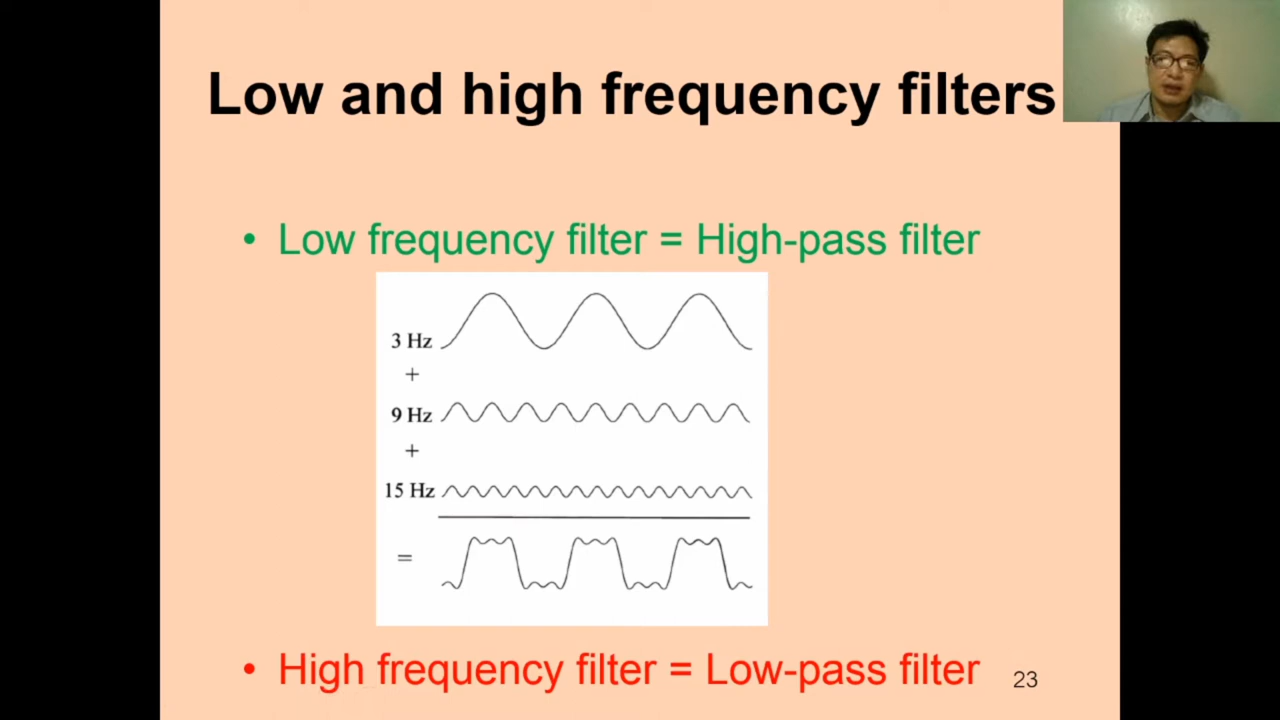 Low and high frequency filters
• Low frequency filter = High-pass filter
3 Hz
+
9 Hz
+
15 Hz
=
• High frequency filter = Low-pass filter
23